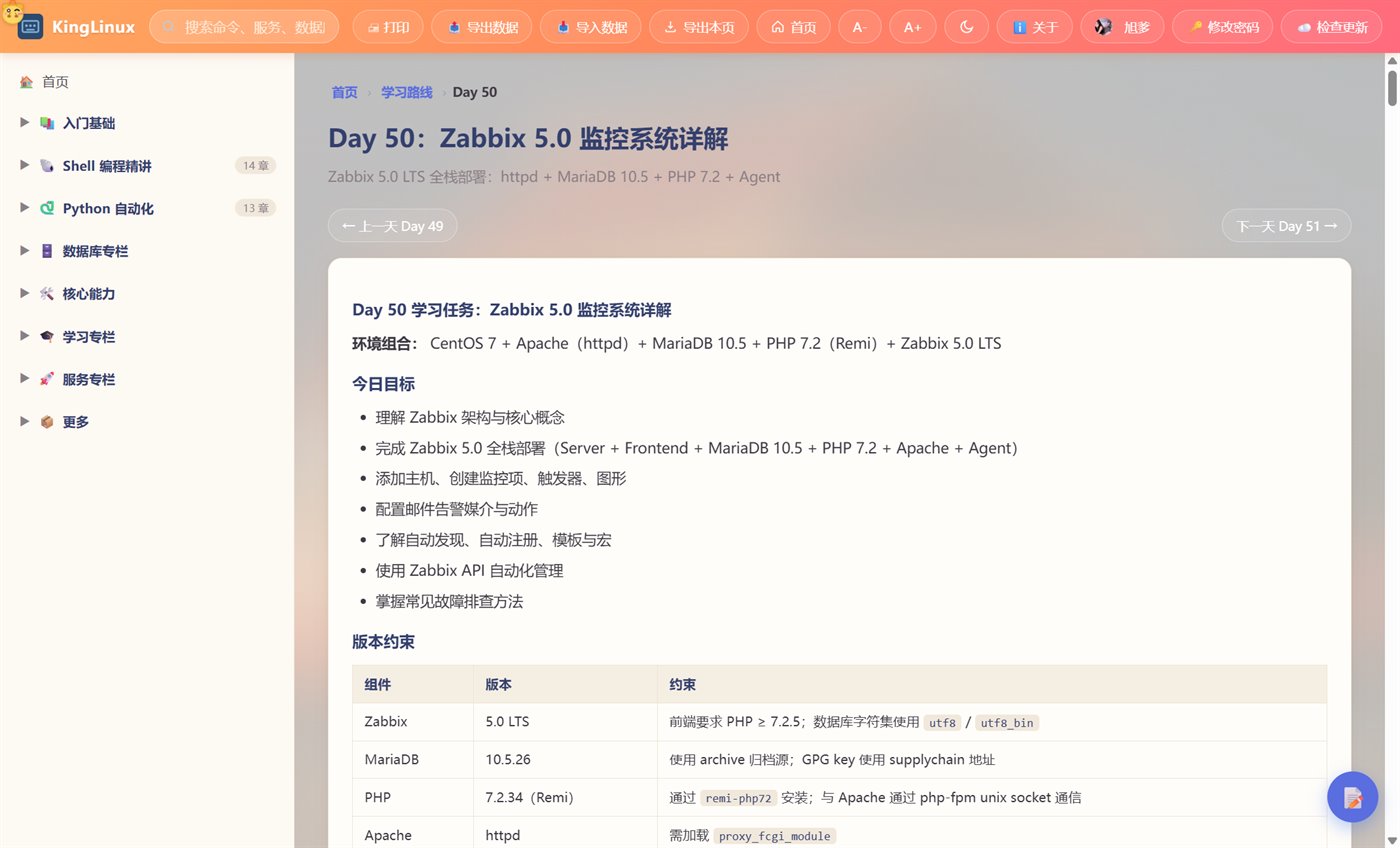 KingLinux
搜索命令、服务、数据
打印
导出数据
导入数据
导出本页
首页
A-
A+
关于
旭爹
修改密码
检查更新
首页
入门基础
Shell 编程精讲 14 章
Python 自动化 13 章
数据库专栏
核心能力
学习专栏
服务专栏
更多
首页 › 学习路线 › Day 50
Day 50：Zabbix 5.0 监控系统详解
Zabbix 5.0 LTS 全栈部署：httpd + MariaDB 10.5 + PHP 7.2 + Agent
← 上一天 Day 49
下一天 Day 51 →
Day 50 学习任务：Zabbix 5.0 监控系统详解
环境组合： CentOS 7 + Apache（httpd）+ MariaDB 10.5 + PHP 7.2（Remi）+ Zabbix 5.0 LTS
今日目标
• 理解 Zabbix 架构与核心概念
• 完成 Zabbix 5.0 全栈部署（Server + Frontend + MariaDB 10.5 + PHP 7.2 + Apache + Agent）
• 添加主机、创建监控项、触发器、图形
• 配置邮件告警媒介与动作
• 了解自动发现、自动注册、模板与宏
• 使用 Zabbix API 自动化管理
• 掌握常见故障排查方法
版本约束
组件 版本 约束
Zabbix 5.0 LTS 前端要求 PHP ≥ 7.2.5；数据库字符集使用 utf8 / utf8_bin
MariaDB 10.5.26 使用 archive 归档源；GPG key 使用 supplychain 地址
PHP 7.2.34（Remi） 通过 remi-php72 安装；与 Apache 通过 php-fpm unix socket 通信
Apache httpd 需加载 proxy_fcgi_module